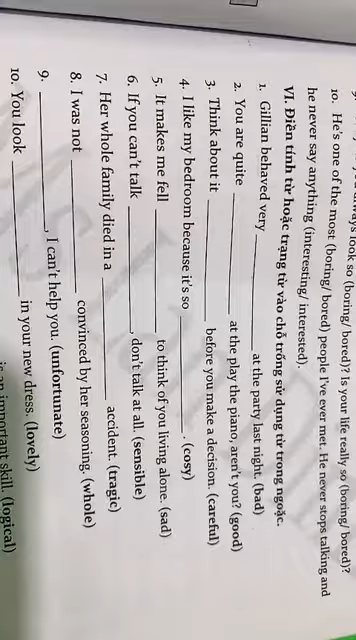 look so (boring/ bored)? Is your life really so (boring/ bored)?
10. He's one of the most (boring/ bored) people I've ever met. He never stops talking and
he never say anything (interesting/ interested).
VI. Điền tính từ hoặc trạng từ vào chỗ trống sử dụng từ trong ngoặc.
1. Gillian behaved very ________ at the party last night. (bad)
2. You are quite ________ at the play the piano, aren't you? (good)
3. Think about it ________ before you make a decision. (careful)
4. I like my bedroom because it's so ________. (cosy)
5. It makes me fell ________ to think of you living alone. (sad)
6. If you can't talk ________, don't talk at all. (sensible)
7. Her whole family died in a ________ accident. (tragic)
8. I was not ________ convinced by her seasoning. (whole)
9. ________, I can't help you. (unfortunate)
10. You look ________ in your new dress. (lovely)
is an important skill. (logical)